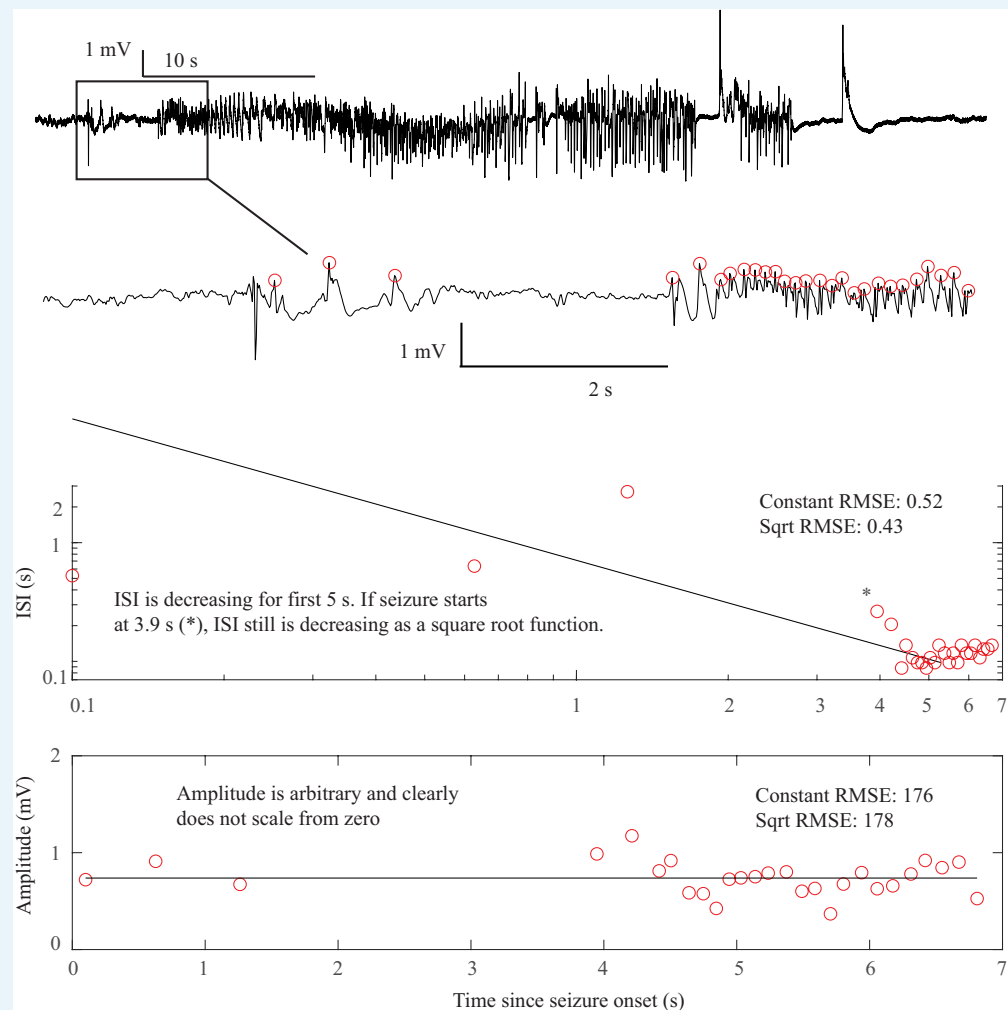 1 mV
10 s
1 mV
2 s
Constant RMSE: 0.52
Sqrt RMSE: 0.43
ISI is decreasing for first 5 s. If seizure starts
at 3.9 s (*), ISI still is decreasing as a square root function.
*
ISI (s)
2
1
0.1
0.1 1 2 3 4 5 6 7
Amplitude is arbitrary and clearly
does not scale from zero
Constant RMSE: 176
Sqrt RMSE: 178
Amplitude (mV)
2
1
0
0 1 2 3 4 5 6 7
Time since seizure onset (s)